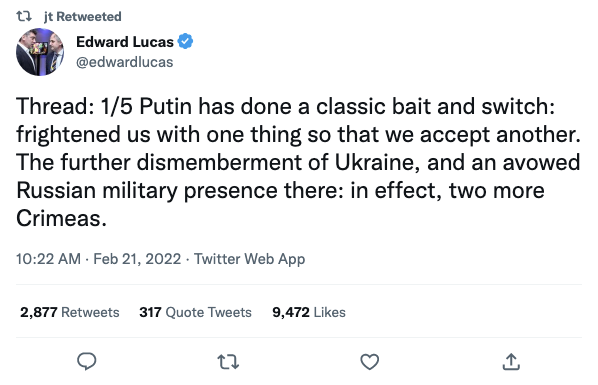 jt Retweeted
Edward Lucas
@edwardlucas
Thread: 1/5 Putin has done a classic bait and switch:
frightened us with one thing so that we accept another.
The further dismemberment of Ukraine, and an avowed
Russian military presence there: in effect, two more
Crimeas.
10:22 AM · Feb 21, 2022 · Twitter Web App
2,877 Retweets 317 Quote Tweets 9,472 Likes